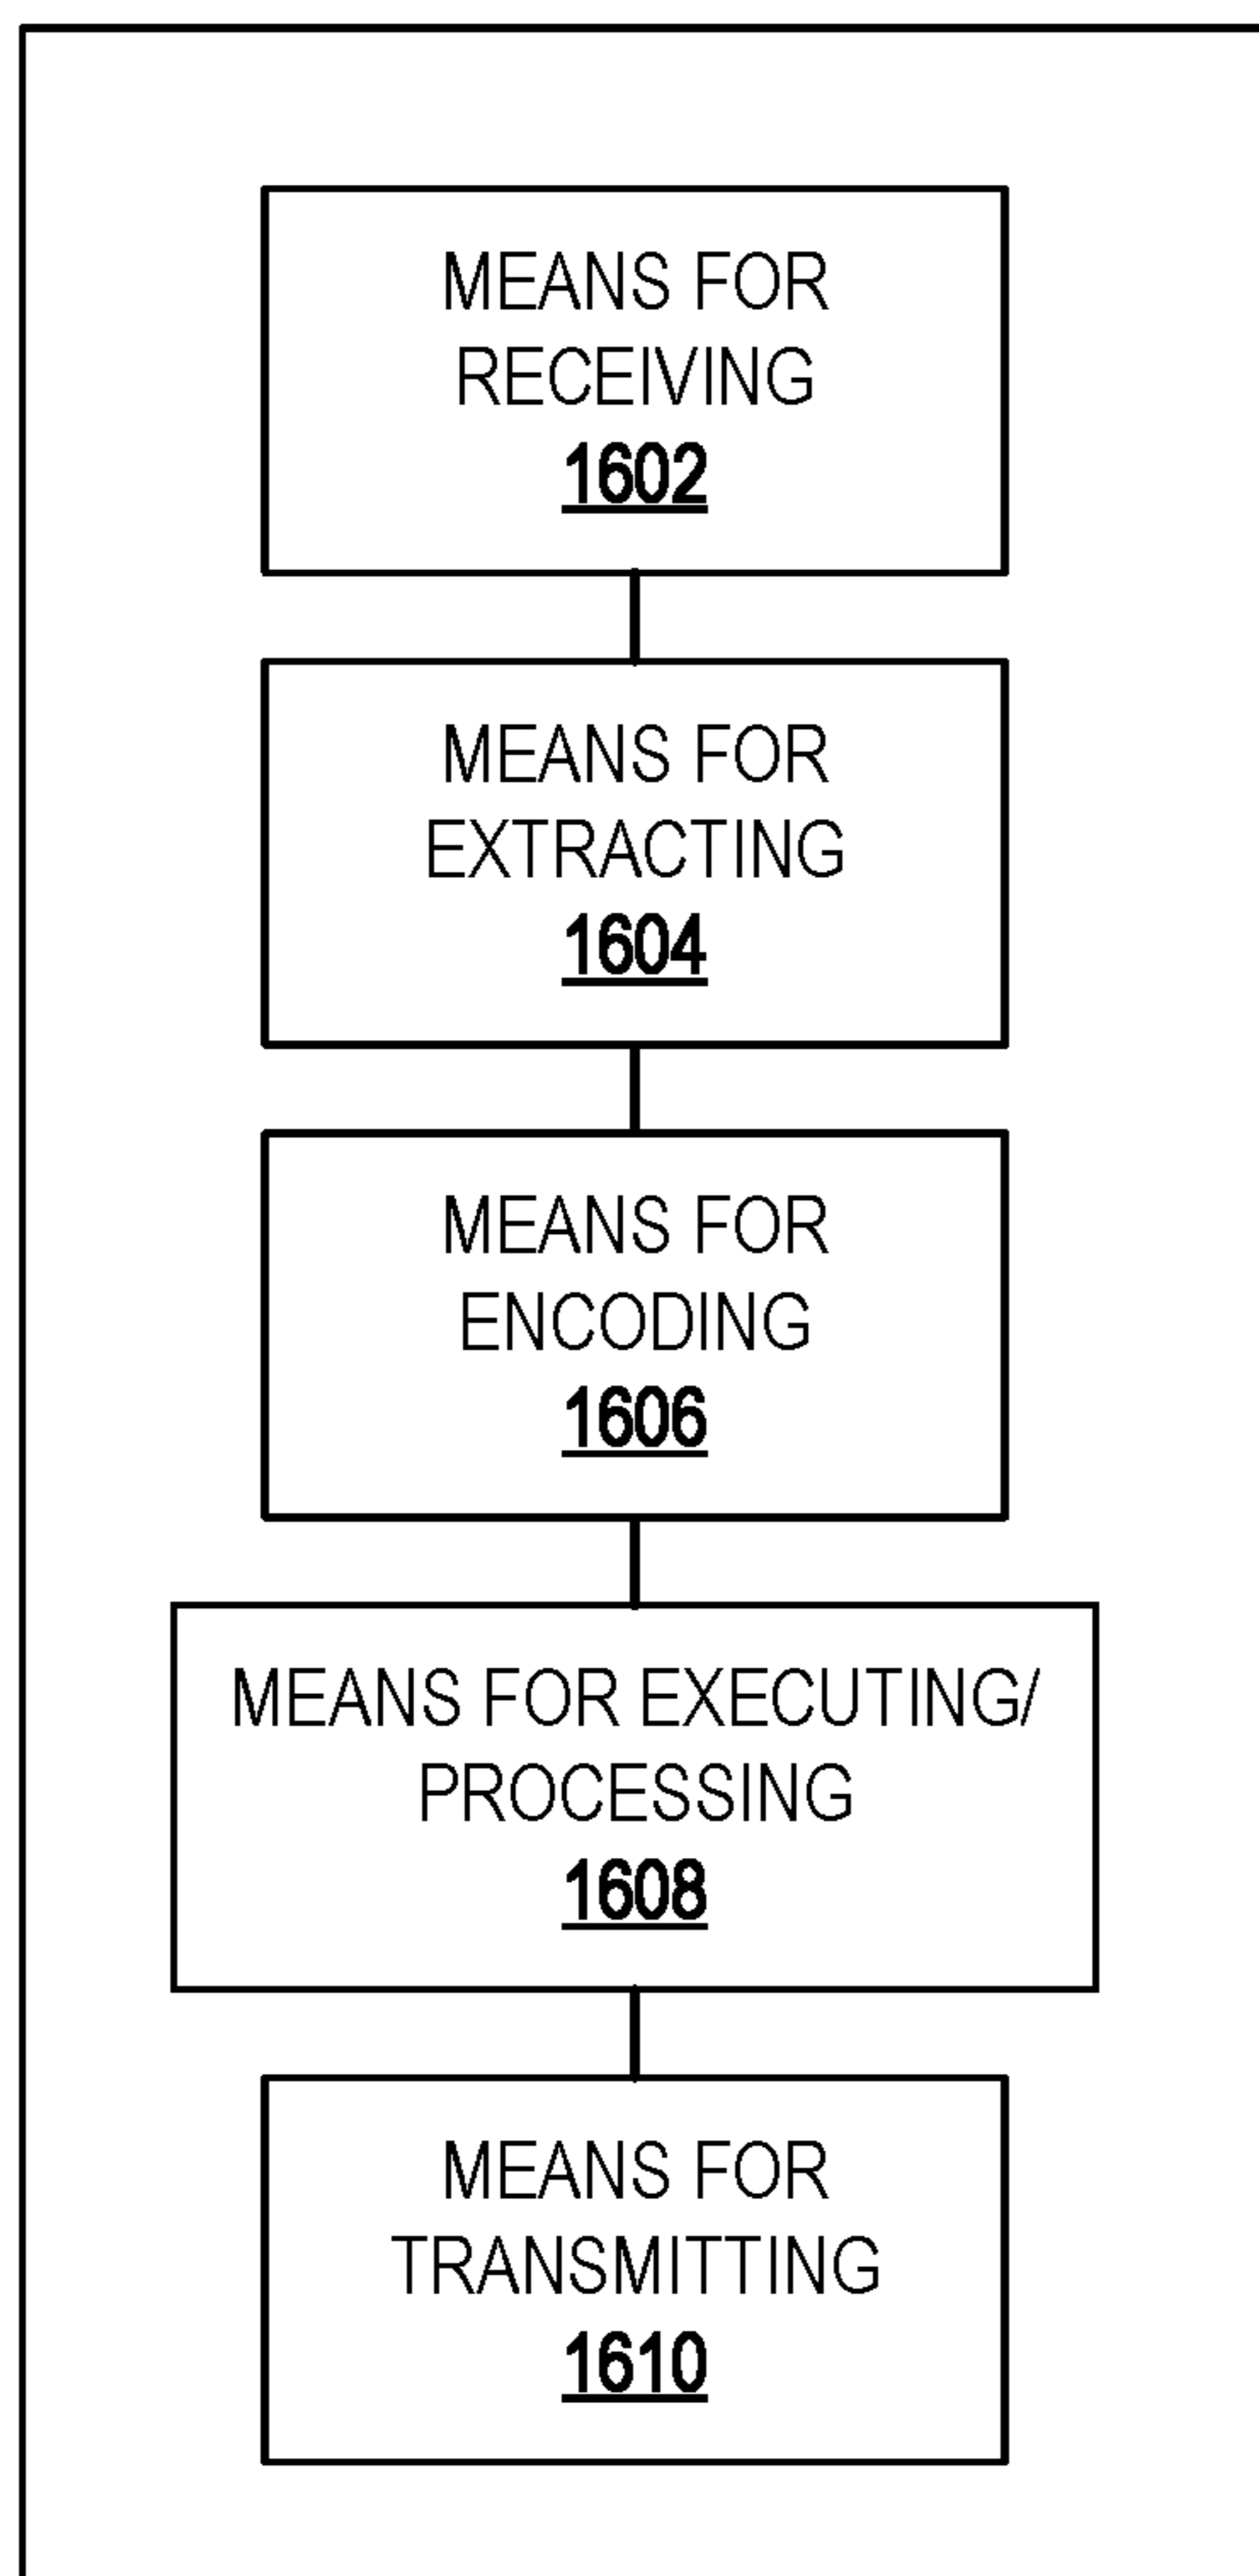 MEANS FOR
RECEIVING
1602
MEANS FOR
EXTRACTING
1604
MEANS FOR
ENCODING
1606
MEANS FOR EXECUTING/
PROCESSING
1608
MEANS FOR
TRANSMITTING
1610